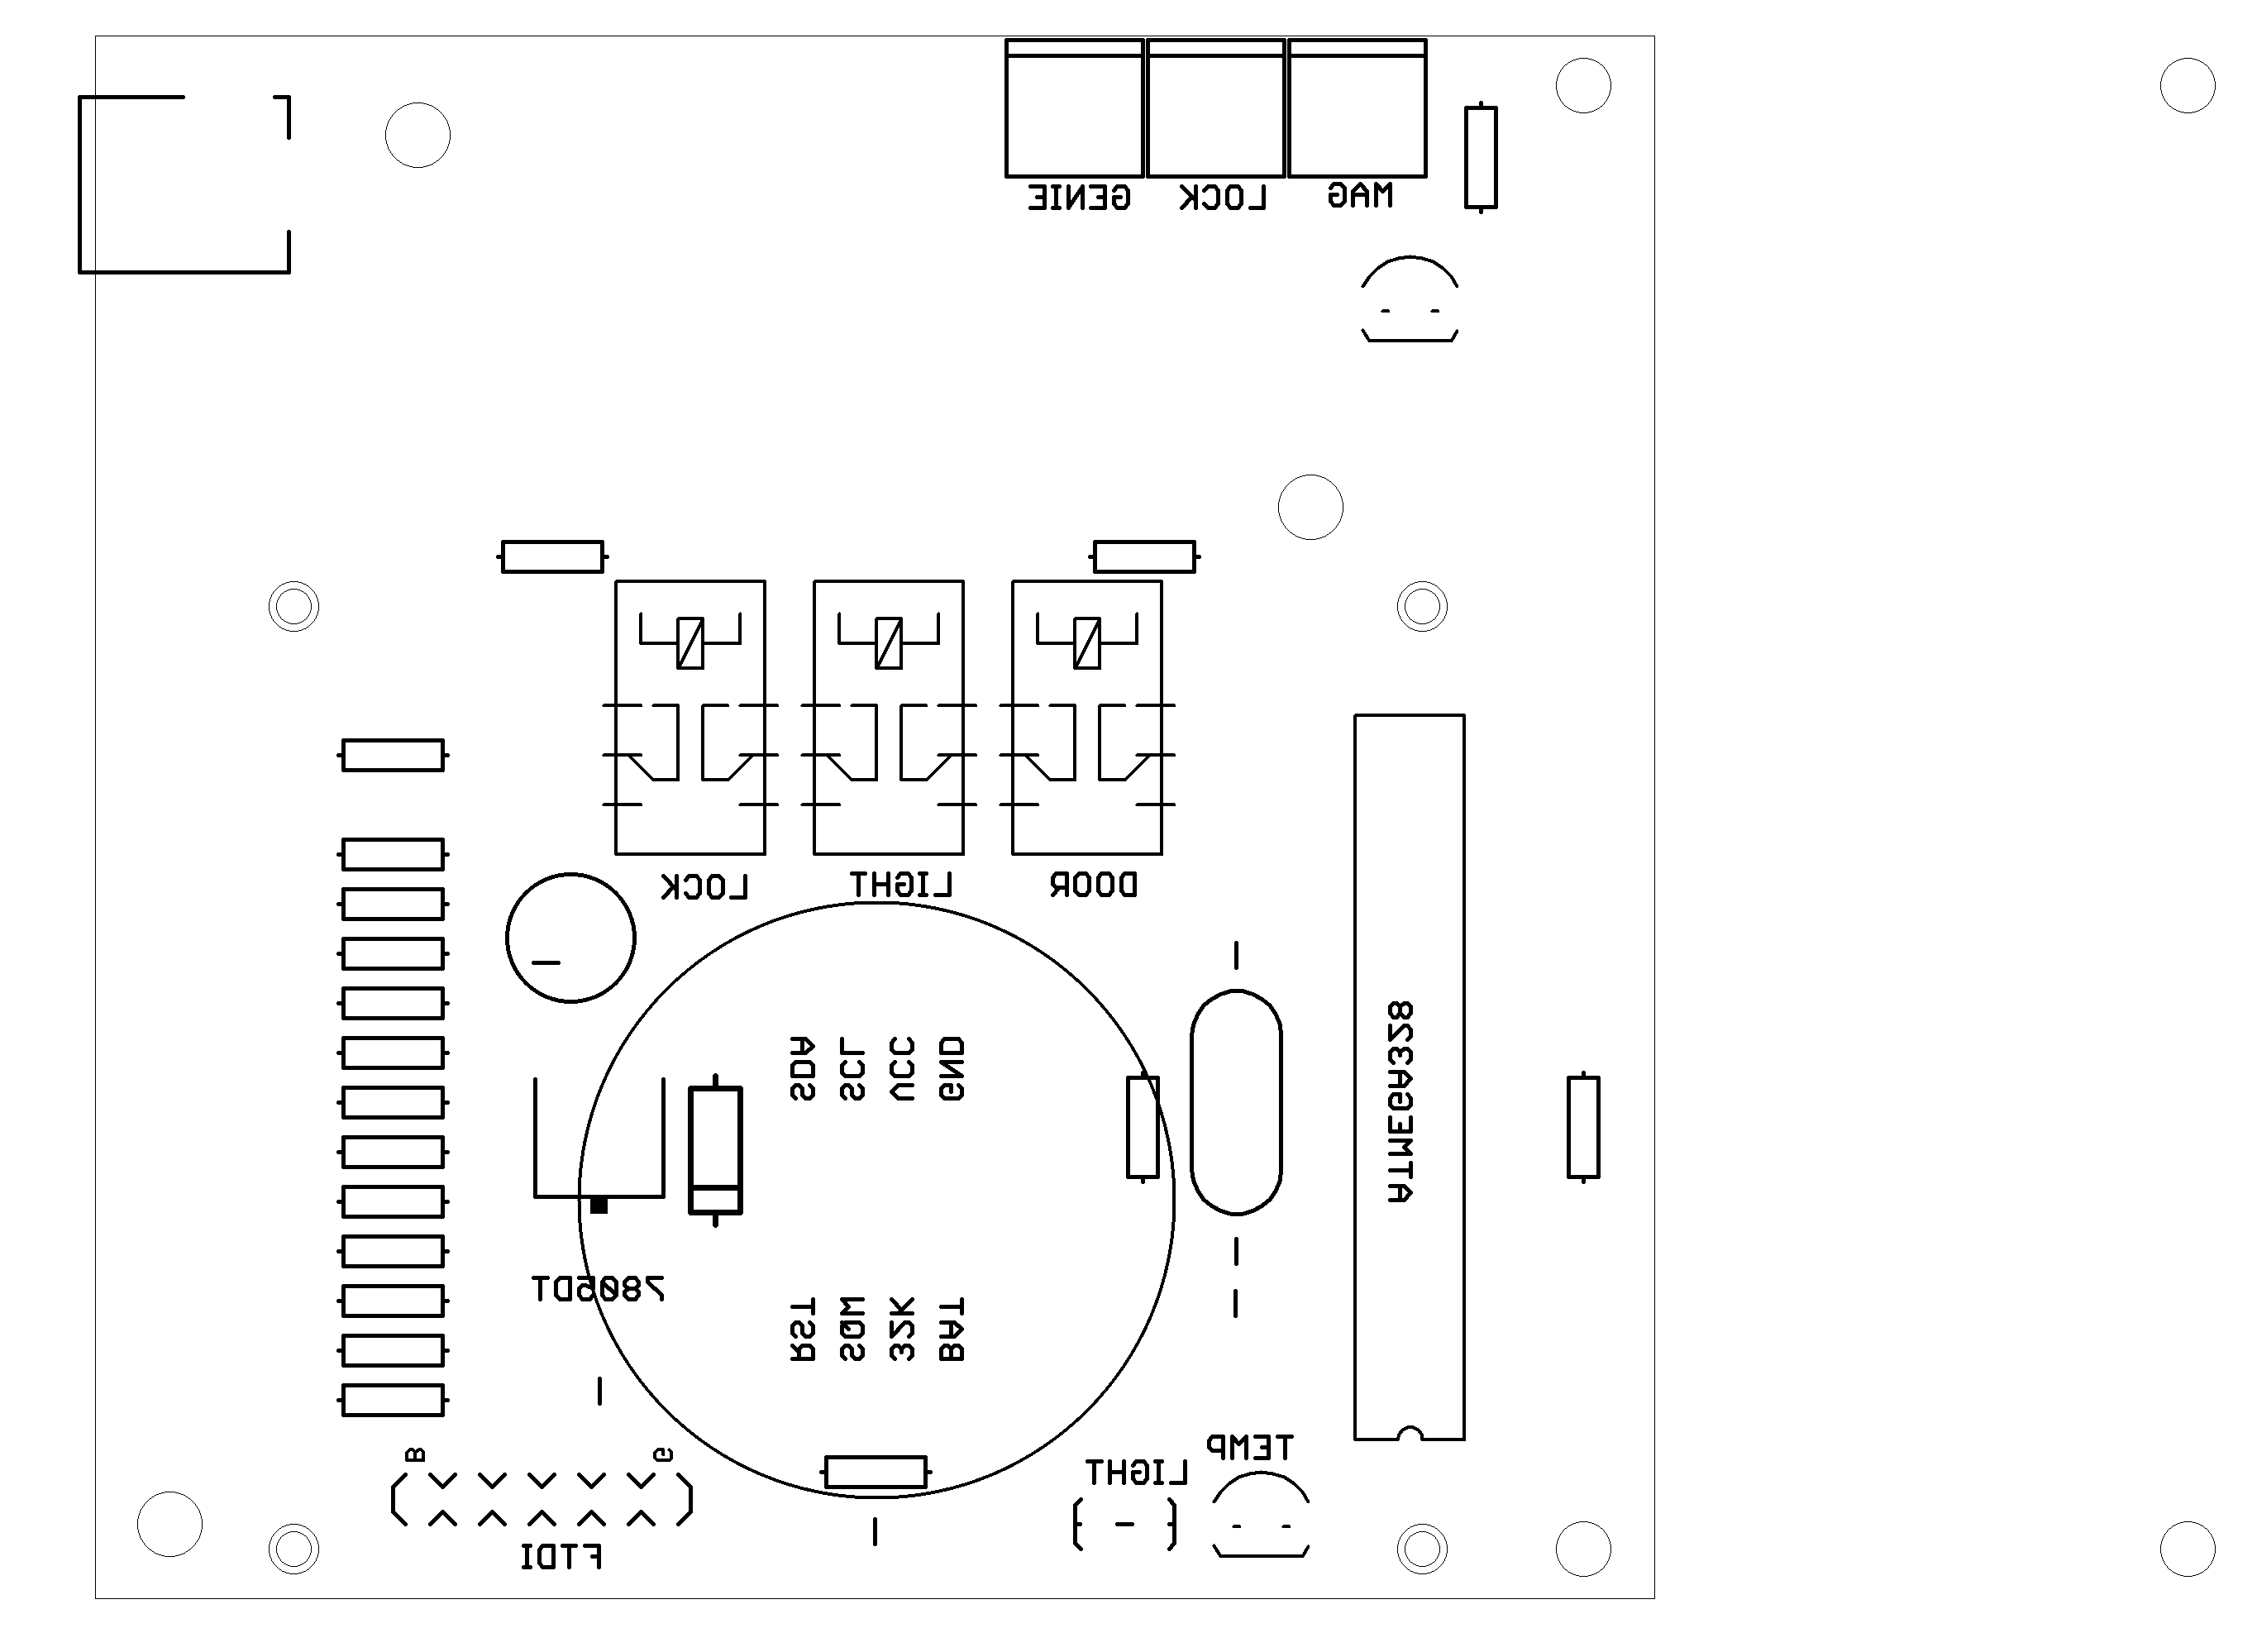 GENIE
LOCK
MAG
LOCK
LIGHT
DOOR
SDA
SCL
VCC
GND
ATMEGA328
7805DT
RST
SQW
32K
BAT
B
G
TEMP
LIGHT
FTDI